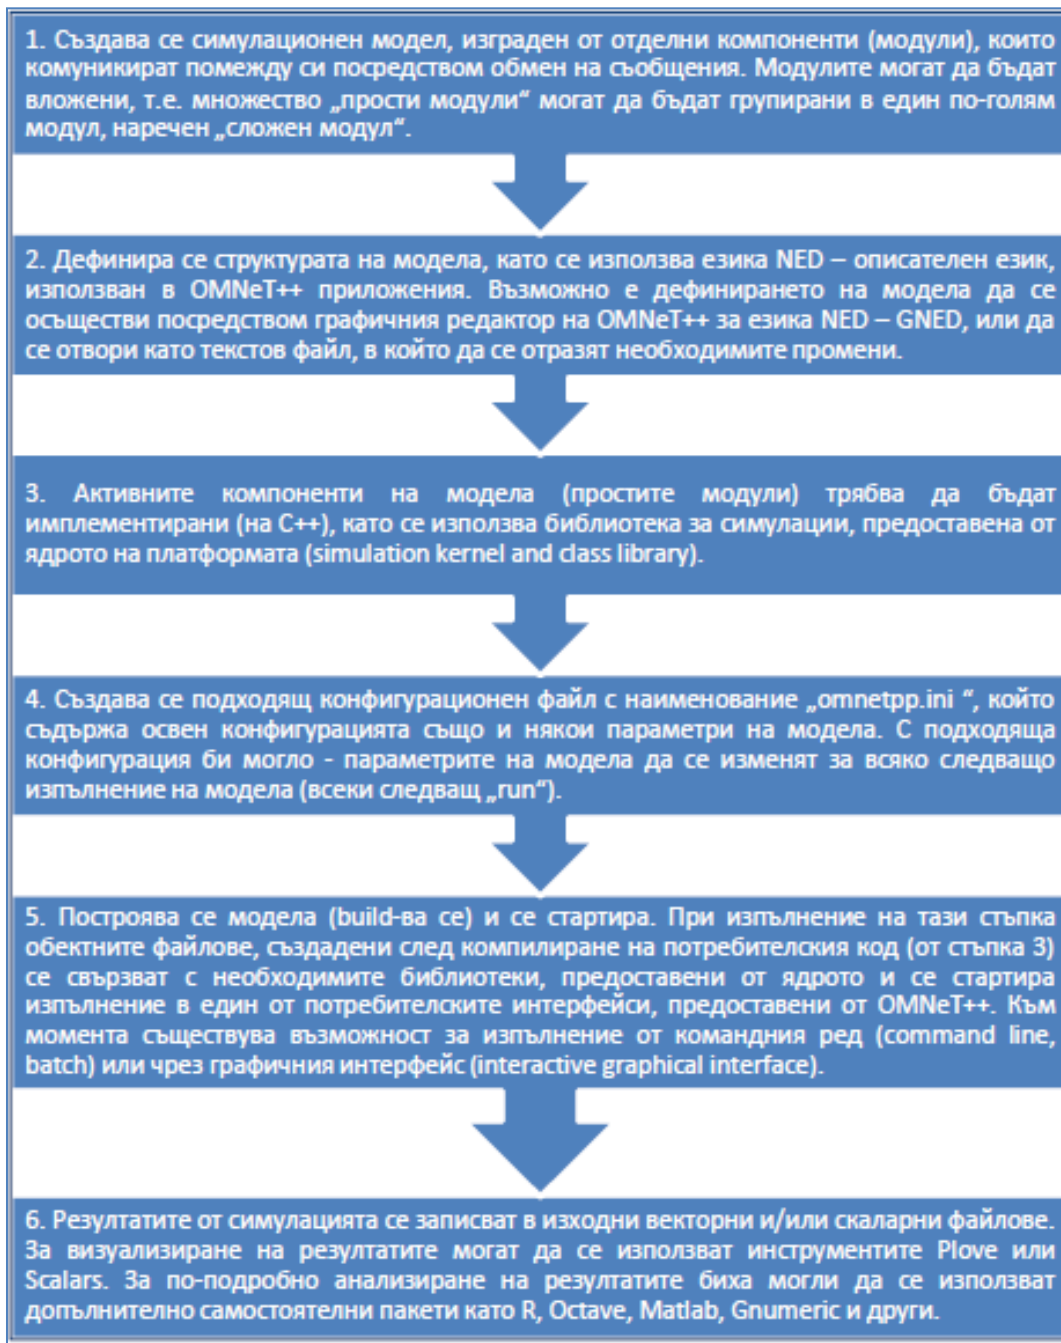 1. Създава се симулационен модел, изграден от отделни компоненти (модули), които
комуникират помежду си посредством обмен на съобщения. Модулите могат да бъдат
вложени, т.е. множество „прости модули“ могат да бъдат групирани в един по-голям
модул, наречен „сложен модул“.
2. Дефинира се структурата на модела, като се използва езика NED – описателен език,
използван в OMNeT++ приложения. Възможно е дефинирането на модела да се
осъществи посредством графичния редактор на OMNeT++ за езика NED – GNED, или да
се отвори като текстов файл, в който да се отразят необходимите промени.
3. Активните компоненти на модела (простите модули) трябва да бъдат
имплементирани (на C++), като се използва библиотека за симулации, предоставена от
ядрото на платформата (simulation kernel and class library).
4. Създава се подходящ конфигурационен файл с наименование „omnetpp.ini “, който
съдържа освен конфигурацията също и някои параметри на модела. С подходяща
конфигурация би могло - параметрите на модела да се изменят за всяко следващо
изпълнение на модела (всеки следващ „run“).
5. Построява се модела (build-ва се) и се стартира. При изпълнение на тази стъпка
обектните файлове, създадени след компилиране на потребителския код (от стъпка 3)
се свързват с необходимите библиотеки, предоставени от ядрото и се стартира
изпълнение в един от потребителските интерфейси, предоставени от OMNeT++. Към
момента съществува възможност за изпълнение от командния ред (command line,
batch) или чрез графичния интерфейс (interactive graphical interface).
6. Резултатите от симулацията се записват в изходни векторни и/или скаларни файлове.
За визуализиране на резултатите могат да се използват инструментите Plove или
Scalars. За по-подробно анализиране на резултатите биха могли да се използват
допълнително самостоятелни пакети като R, Octave, Matlab, Gnumeric и други.